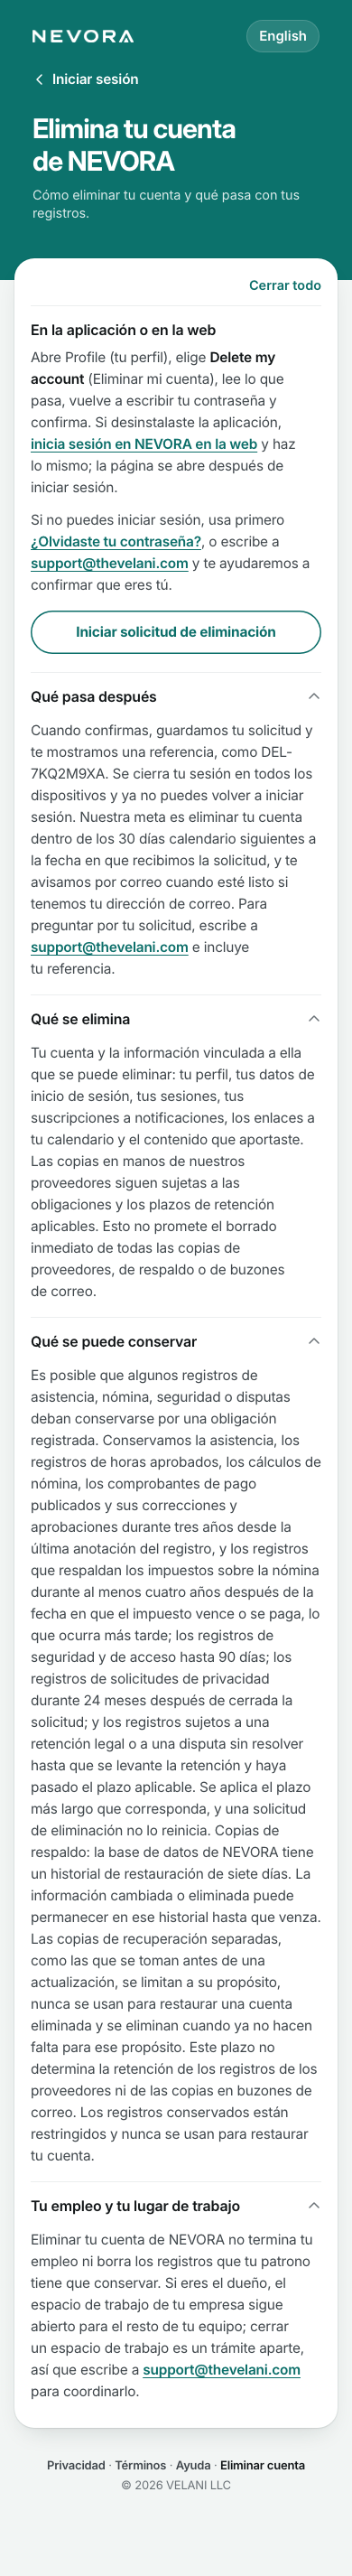 NEVORA
English
Iniciar sesión
Elimina tu cuenta
de NEVORA
Cómo eliminar tu cuenta y qué pasa con tus
registros.
Cerrar todo
En la aplicación o en la web
Abre Profile (tu perfil), elige Delete my
account (Eliminar mi cuenta), lee lo que
pasa, vuelve a escribir tu contraseña y
confirma. Si desinstalaste la aplicación,
inicia sesión en NEVORA en la web y haz
lo mismo; la página se abre después de
iniciar sesión.
Si no puedes iniciar sesión, usa primero
¿Olvidaste tu contraseña?, o escribe a
support@thevelani.com y te ayudaremos a
confirmar que eres tú.
Iniciar solicitud de eliminación
Qué pasa después
Cuando confirmas, guardamos tu solicitud y
te mostramos una referencia, como DEL-
7KQ2M9XA. Se cierra tu sesión en todos los
dispositivos y ya no puedes volver a iniciar
sesión. Nuestra meta es eliminar tu cuenta
dentro de los 30 días calendario siguientes a
la fecha en que recibimos la solicitud, y te
avisamos por correo cuando esté listo si
tenemos tu dirección de correo. Para
preguntar por tu solicitud, escribe a
support@thevelani.com e incluye
tu referencia.
Qué se elimina
Tu cuenta y la información vinculada a ella
que se puede eliminar: tu perfil, tus datos de
inicio de sesión, tus sesiones, tus
suscripciones a notificaciones, los enlaces a
tu calendario y el contenido que aportaste.
Las copias en manos de nuestros
proveedores siguen sujetas a las
obligaciones y los plazos de retención
aplicables. Esto no promete el borrado
inmediato de todas las copias de
proveedores, de respaldo o de buzones
de correo.
Qué se puede conservar
Es posible que algunos registros de
asistencia, nómina, seguridad o disputas
deban conservarse por una obligación
registrada. Conservamos la asistencia, los
registros de horas aprobados, los cálculos de
nómina, los comprobantes de pago
publicados y sus correcciones y
aprobaciones durante tres años desde la
última anotación del registro, y los registros
que respaldan los impuestos sobre la nómina
durante al menos cuatro años después de la
fecha en que el impuesto vence o se paga, lo
que ocurra más tarde; los registros de
seguridad y de acceso hasta 90 días; los
registros de solicitudes de privacidad
durante 24 meses después de cerrada la
solicitud; y los registros sujetos a una
retención legal o a una disputa sin resolver
hasta que se levante la retención y haya
pasado el plazo aplicable. Se aplica el plazo
más largo que corresponda, y una solicitud
de eliminación no lo reinicia. Copias de
respaldo: la base de datos de NEVORA tiene
un historial de restauración de siete días. La
información cambiada o eliminada puede
permanecer en ese historial hasta que venza.
Las copias de recuperación separadas,
como las que se toman antes de una
actualización, se limitan a su propósito,
nunca se usan para restaurar una cuenta
eliminada y se eliminan cuando ya no hacen
falta para ese propósito. Este plazo no
determina la retención de los registros de los
proveedores ni de las copias en buzones de
correo. Los registros conservados están
restringidos y nunca se usan para restaurar
tu cuenta.
Tu empleo y tu lugar de trabajo
Eliminar tu cuenta de NEVORA no termina tu
empleo ni borra los registros que tu patrono
tiene que conservar. Si eres el dueño, el
espacio de trabajo de tu empresa sigue
abierto para el resto de tu equipo; cerrar
un espacio de trabajo es un trámite aparte,
así que escribe a support@thevelani.com
para coordinarlo.
Privacidad · Términos · Ayuda · Eliminar cuenta
© 2026 VELANI LLC